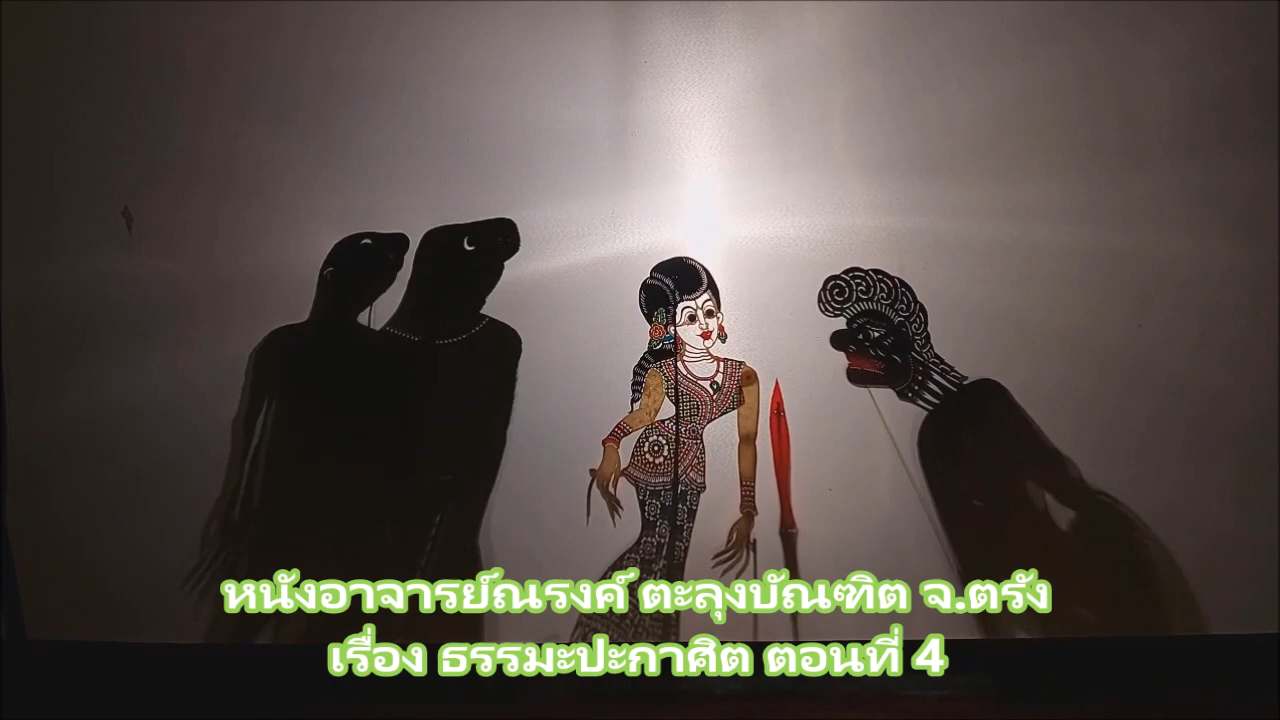 หนังอาจารย์ณรงค์ ตะลุงบัณฑิต จ.ตรัง
เรื่อง ธรรมะปะกาศิต ตอนที่ 4